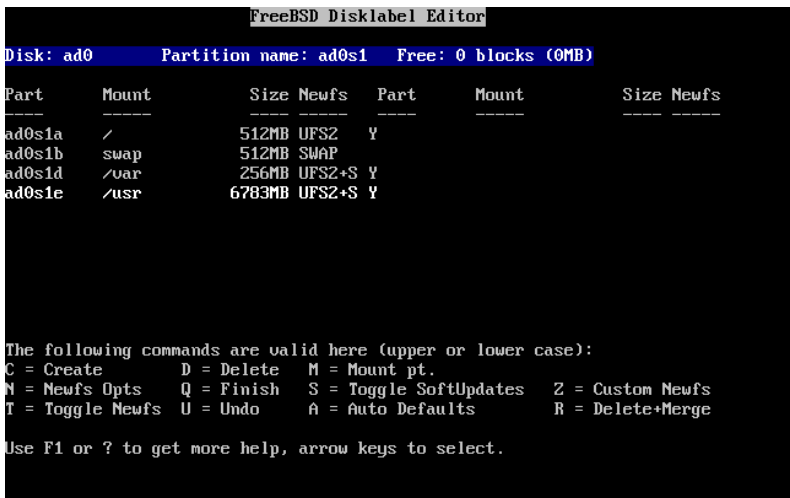 FreeBSD Disklabel Editor
Disk: ad0 Partition name: ad0s1 Free: 0 blocks (0MB)
Part Mount Size Newfs Part Mount Size Newfs
---- ----- ---- ----- ---- ----- ---- -----
ad0s1a / 512MB UFS2 Y
ad0s1b swap 512MB SWAP
ad0s1d /var 256MB UFS2+S Y
ad0s1e /usr 6783MB UFS2+S Y
The following commands are valid here (upper or lower case):
C = Create D = Delete M = Mount pt.
N = Newfs Opts Q = Finish S = Toggle SoftUpdates Z = Custom Newfs
T = Toggle Newfs U = Undo A = Auto Defaults R = Delete+Merge
Use F1 or ? to get more help, arrow keys to select.